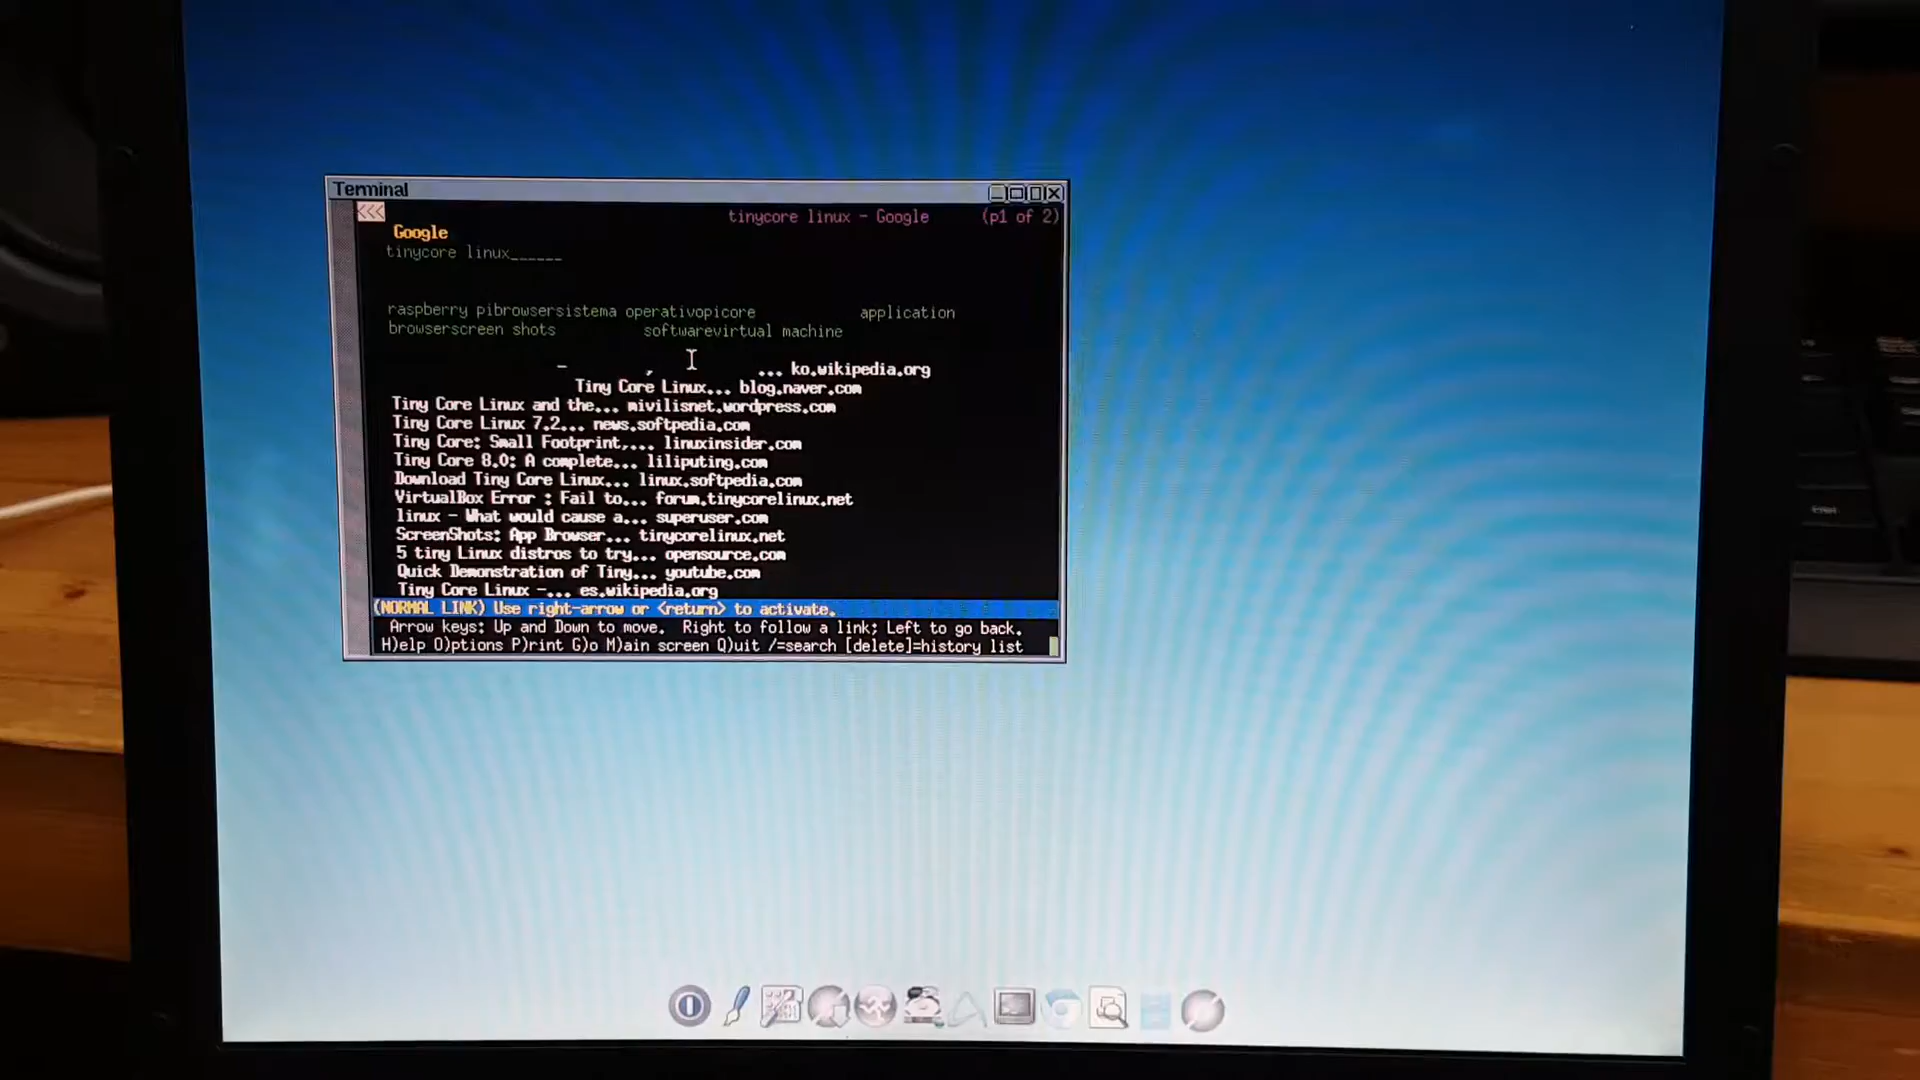 Terminal
<<<
tinycore linux - Google (p1 of 2)
Google
tinycore linux______
raspberry pibrowsersistema operativopicore application
browserscreen shots softwarevirtual machine
- , ... ko.wikipedia.org
Tiny Core Linux... blog.naver.com
Tiny Core Linux and the... mivilisnet.wordpress.com
Tiny Core Linux 7.2... news.softpedia.com
Tiny Core: Small Footprint,... linuxinsider.com
Tiny Core 8.0: A complete... liliputing.com
Download Tiny Core Linux... linux.softpedia.com
VirtualBox Error : Fail to... forum.tinycorelinux.net
linux - What would cause a... superuser.com
ScreenShots: App Browser... tinycorelinux.net
5 tiny Linux distros to try... opensource.com
Quick Demonstration of Tiny... youtube.com
Tiny Core Linux -... es.wikipedia.org
(NORMAL LINK) Use right-arrow or <return> to activate.
Arrow keys: Up and Down to move. Right to follow a link; Left to go back.
H)elp O)ptions P)rint G)o M)ain screen Q)uit /=search [delete]=history list